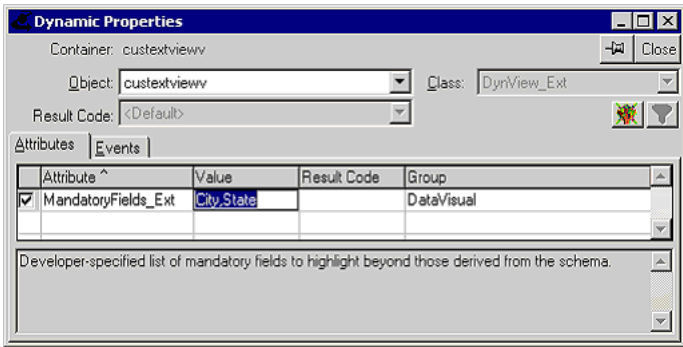 Dynamic Properties
Container: custextviewv
Close
Object: custextviewv
Class: DynView_Ext
Result Code: <Default>
Attributes
Events
Attribute ^ Value Result Code Group
MandatoryFields_Ext City,State DataVisual
Developer-specified list of mandatory fields to highlight beyond those derived from the schema.